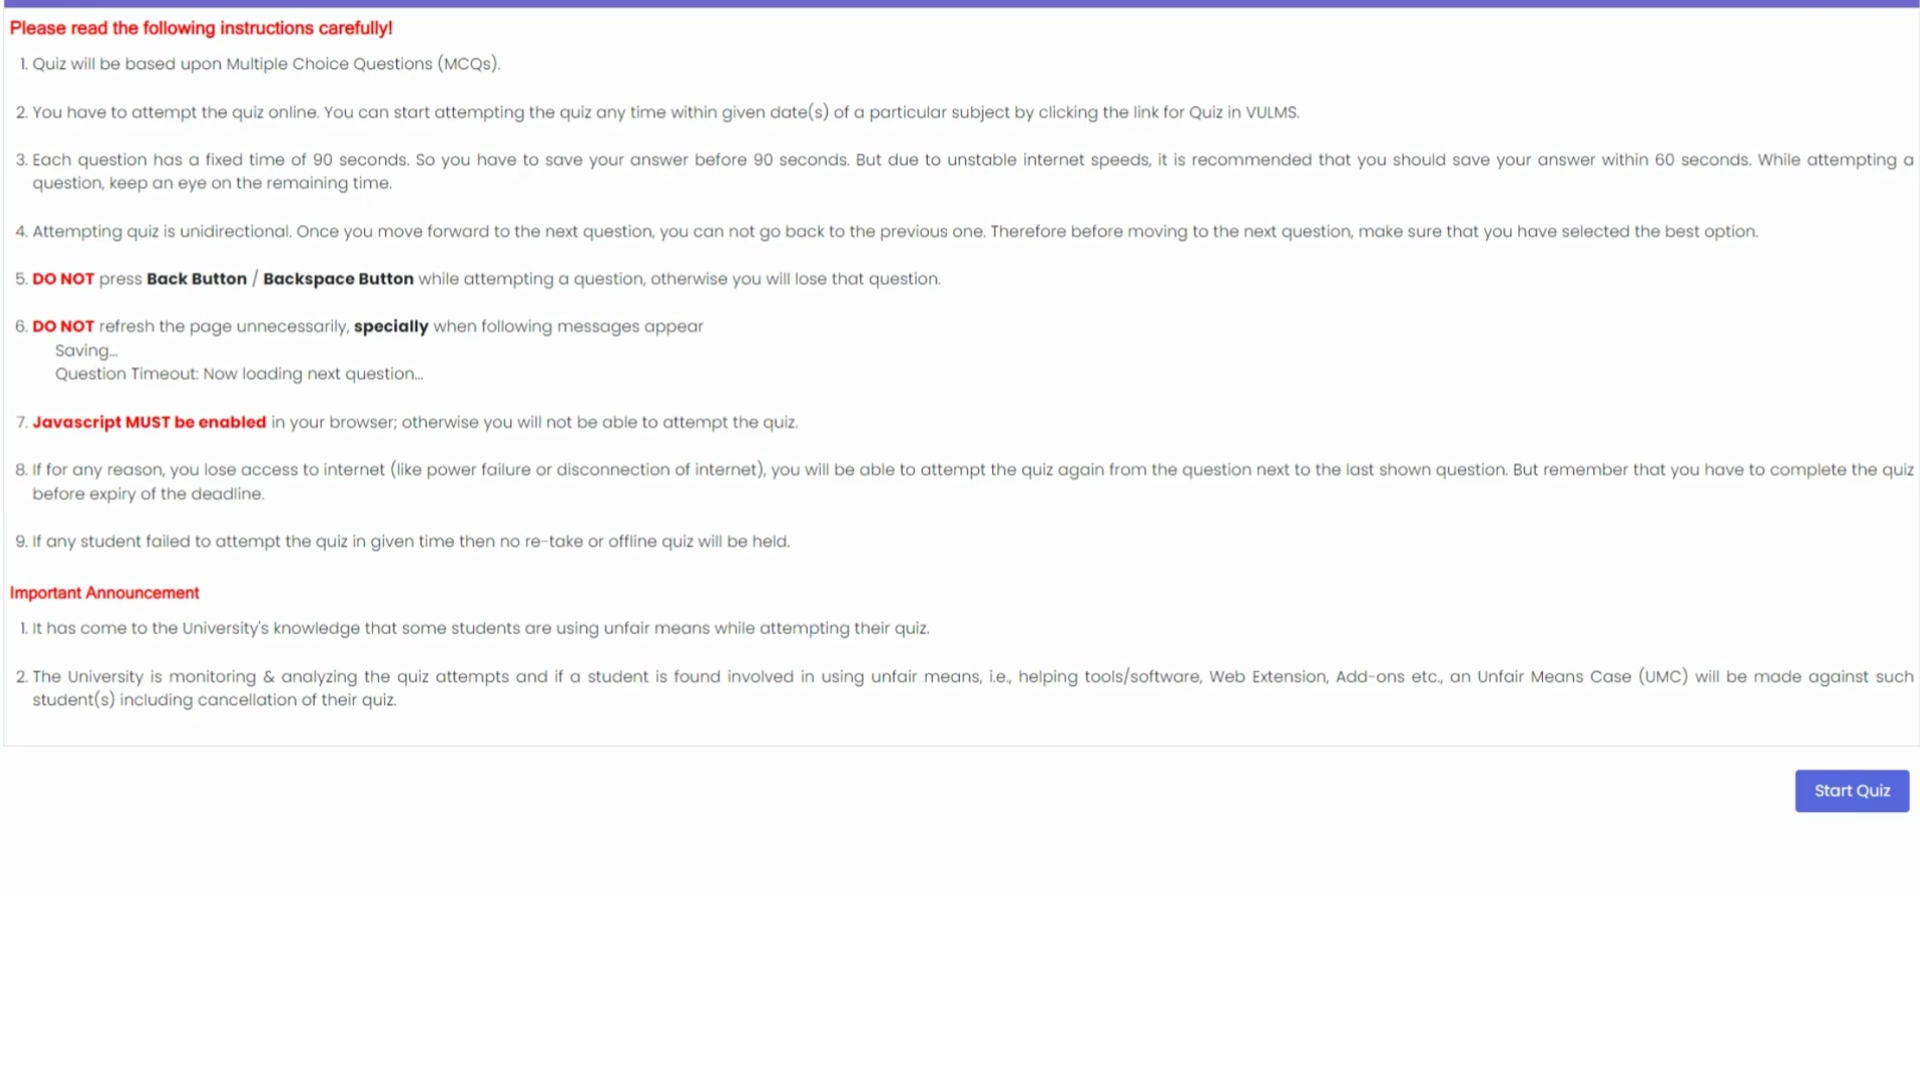 Please read the following instructions carefully!
1. Quiz will be based upon Multiple Choice Questions (MCQs).
2. You have to attempt the quiz online. You can start attempting the quiz any time within given date(s) of a particular subject by clicking the link for Quiz in VULMS.
3. Each question has a fixed time of 90 seconds. So you have to save your answer before 90 seconds. But due to unstable internet speeds, it is recommended that you should save your answer within 60 seconds. While attempting a
question, keep an eye on the remaining time.
4. Attempting quiz is unidirectional. Once you move forward to the next question, you can not go back to the previous one. Therefore before moving to the next question, make sure that you have selected the best option.
5. DO NOT press Back Button / Backspace Button while attempting a question, otherwise you will lose that question.
6. DO NOT refresh the page unnecessarily, specially when following messages appear
Saving...
Question Timeout: Now loading next question...
7. Javascript MUST be enabled in your browser; otherwise you will not be able to attempt the quiz.
8. If for any reason, you lose access to internet (like power failure or disconnection of internet), you will be able to attempt the quiz again from the question next to the last shown question. But remember that you have to complete the quiz
before expiry of the deadline.
9. If any student failed to attempt the quiz in given time then no re-take or offline quiz will be held.
Important Announcement
1. It has come to the University's knowledge that some students are using unfair means while attempting their quiz.
2. The University is monitoring & analyzing the quiz attempts and if a student is found involved in using unfair means, i.e., helping tools/software, Web Extension, Add-ons etc., an Unfair Means Case (UMC) will be made against such
student(s) including cancellation of their quiz.
Start Quiz